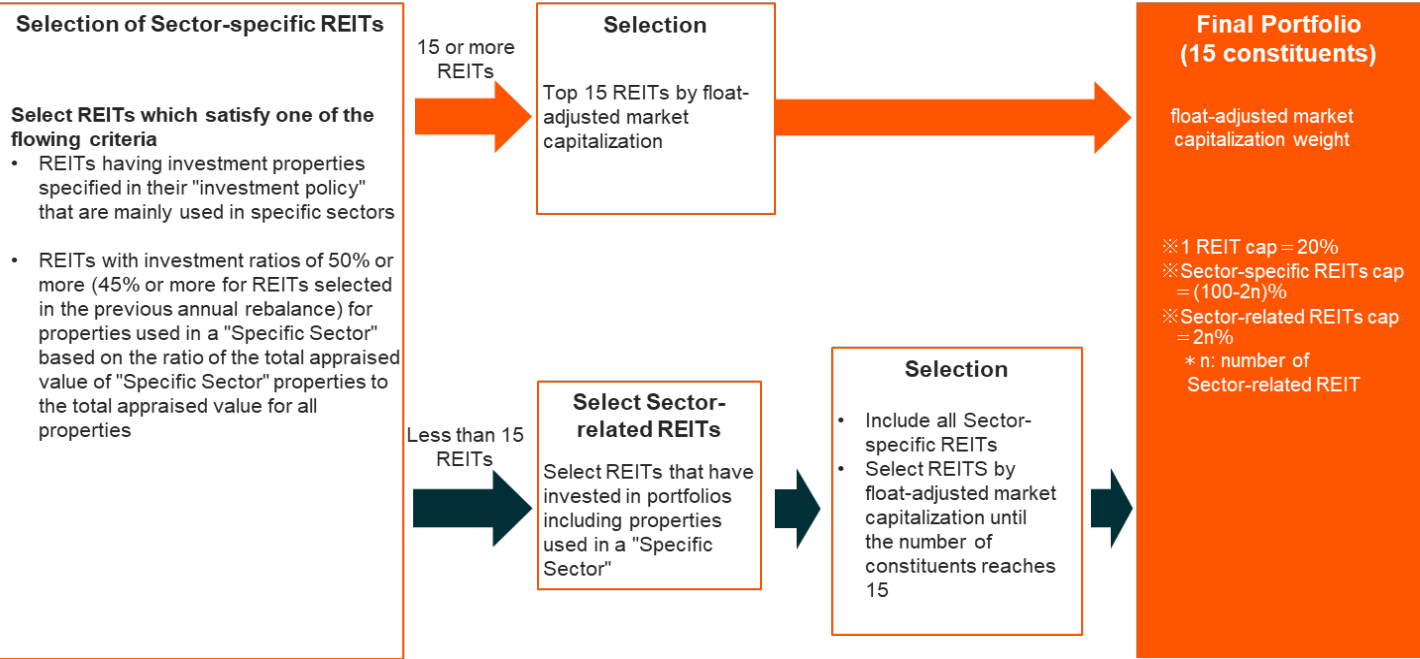 Selection of Sector-specific REITs
Select REITs which satisfy one of the
flowing criteria
• REITs having investment properties
specified in their "investment policy"
that are mainly used in specific sectors
• REITs with investment ratios of 50% or
more (45% or more for REITs selected
in the previous annual rebalance) for
properties used in a "Specific Sector"
based on the ratio of the total appraised
value of "Specific Sector" properties to
the total appraised value for all
properties
15 or more
REITs
Selection
Top 15 REITs by float-
adjusted market
capitalization
Less than 15
REITs
Select Sector-
related REITs
Select REITs that have
invested in portfolios
including properties
used in a "Specific
Sector"
Selection
• Include all Sector-
specific REITs
• Select REITS by
float-adjusted market
capitalization until
the number of
constituents reaches
15
Final Portfolio
(15 constituents)
float-adjusted market
capitalization weight
※1 REIT cap＝20%
※Sector-specific REITs cap
＝(100-2n)%
※Sector-related REITs cap
＝2n%
＊n: number of
Sector-related REIT